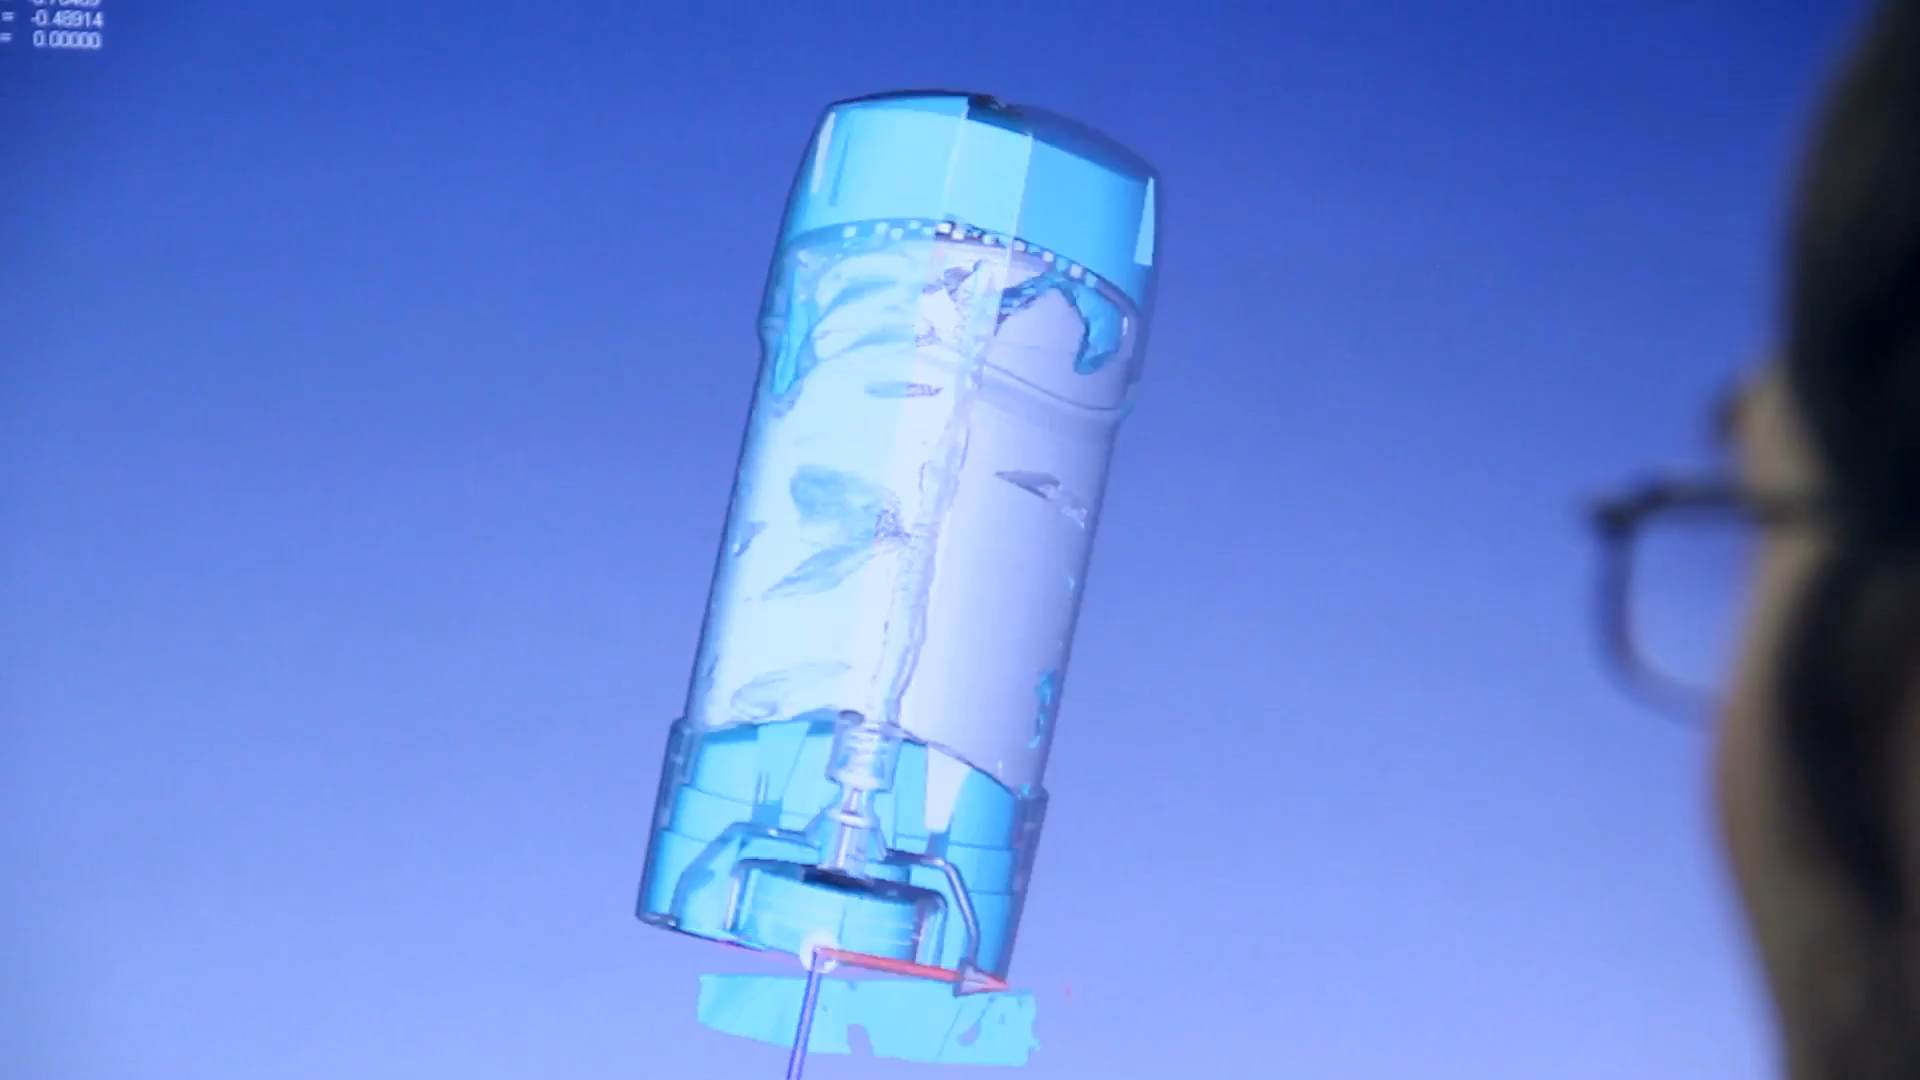 = -0.48914
= 0.00000